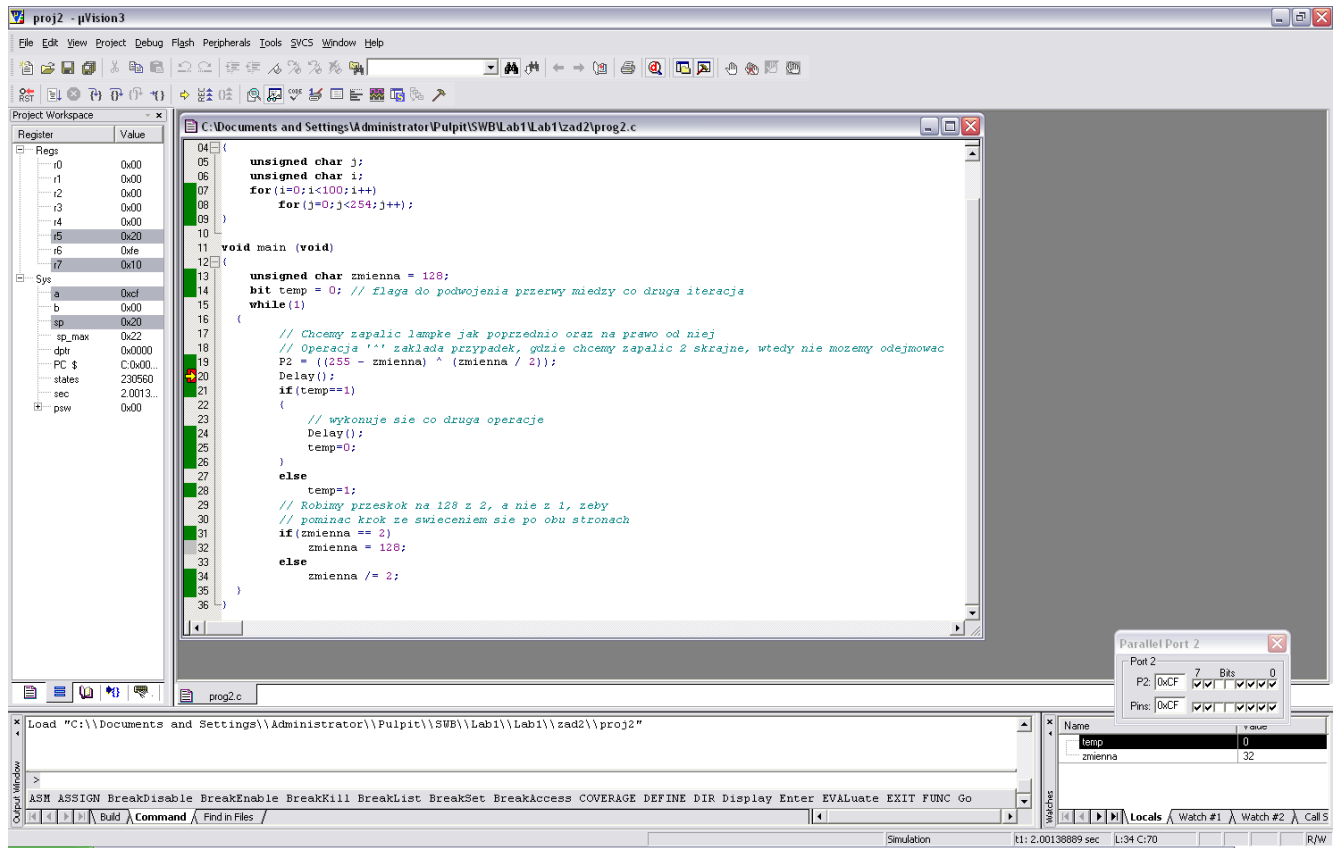 proj2 - µVision3
File Edit View Project Debug Flash Peripherals Tools SVCS Window Help
RST
Project Workspace
Register Value
Regs
r0 0x00
r1 0x00
r2 0x00
r3 0x00
r4 0x00
r5 0x20
r6 0xfe
r7 0x10
Sys
a 0xcf
b 0x00
sp 0x20
sp_max 0x22
dptr 0x0000
PC $ C:0x00...
states 230560
sec 2.0013...
psw 0x00
C:\Documents and Settings\Administrator\Pulpit\SWB\Lab1\Lab1\zad2\prog2.c
04 {
05 unsigned char j;
06 unsigned char i;
07 for(i=0;i<100;i++)
08 for(j=0;j<254;j++);
09 }
10
11 void main (void)
12 {
13 unsigned char zmienna = 128;
14 bit temp = 0; // flaga do podwojenia przerwy miedzy co druga iteracja
15 while(1)
16 {
17 // Chcemy zapalic lampke jak poprzednio oraz na prawo od niej
18 // Operacja '^' zaklada przypadek, gdzie chcemy zapalic 2 skrajne, wtedy nie mozemy odejmowac
19 P2 = ((255 - zmienna) ^ (zmienna / 2));
20 Delay();
21 if(temp==1)
22 {
23 // wykonuje sie co druga operacje
24 Delay();
25 temp=0;
26 }
27 else
28 temp=1;
29 // Robimy przeskok na 128 z 2, a nie z 1, zeby
30 // pominac krok ze swieceniem sie po obu stronach
31 if(zmienna == 2)
32 zmienna = 128;
33 else
34 zmienna /= 2;
35 }
36 }
prog2.c
Parallel Port 2
Port 2
7 Bits 0
P2: 0xCF
Pins: 0xCF
Load "C:\\Documents and Settings\\Administrator\\Pulpit\\SWB\\Lab1\\Lab1\\zad2\\proj2"
>
ASM ASSIGN BreakDisable BreakEnable BreakKill BreakList BreakSet BreakAccess COVERAGE DEFINE DIR Display Enter EVALuate EXIT FUNC Go
Output Window
Build Command Find in Files
Name Value
temp 0
zmienna 32
Watches
Locals Watch #1 Watch #2 Call S
Simulation t1: 2.00138889 sec L:34 C:70 R/W